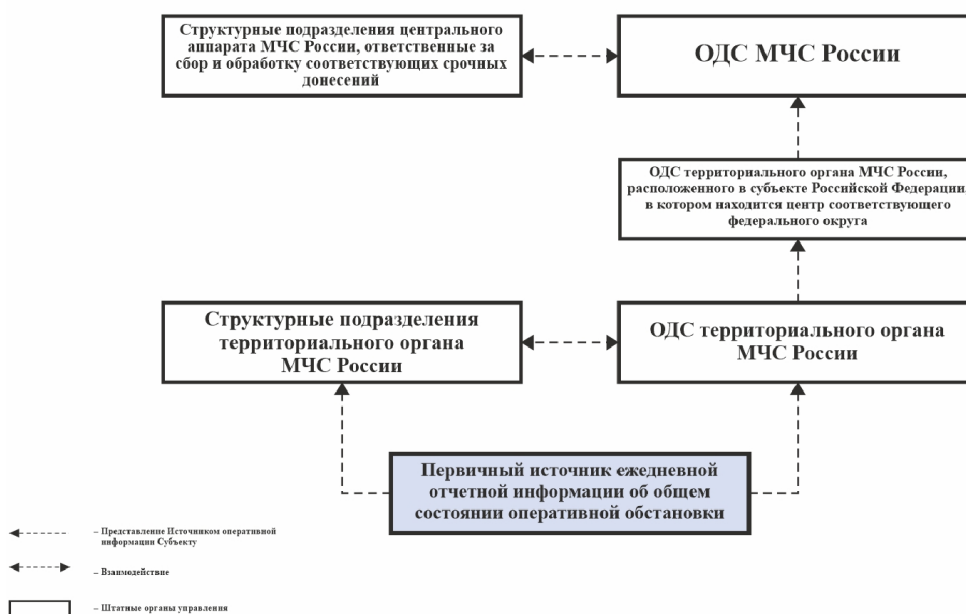 Структурные подразделения центрального
аппарата МЧС России, ответственные за
сбор и обработку соответствующих срочных
донесений
ОДС МЧС России
ОДС территориального органа МЧС России,
расположенного в субъекте Российской Федерации,
в котором находится центр соответствующего
федерального округа
Структурные подразделения
территориального органа
МЧС России
ОДС территориального органа
МЧС России
Первичный источник ежедневной
отчетной информации об общем
состоянии оперативной обстановки
– Представление Источником оперативной
информации Субъекту
– Взаимодействие
– Штатные органы управления